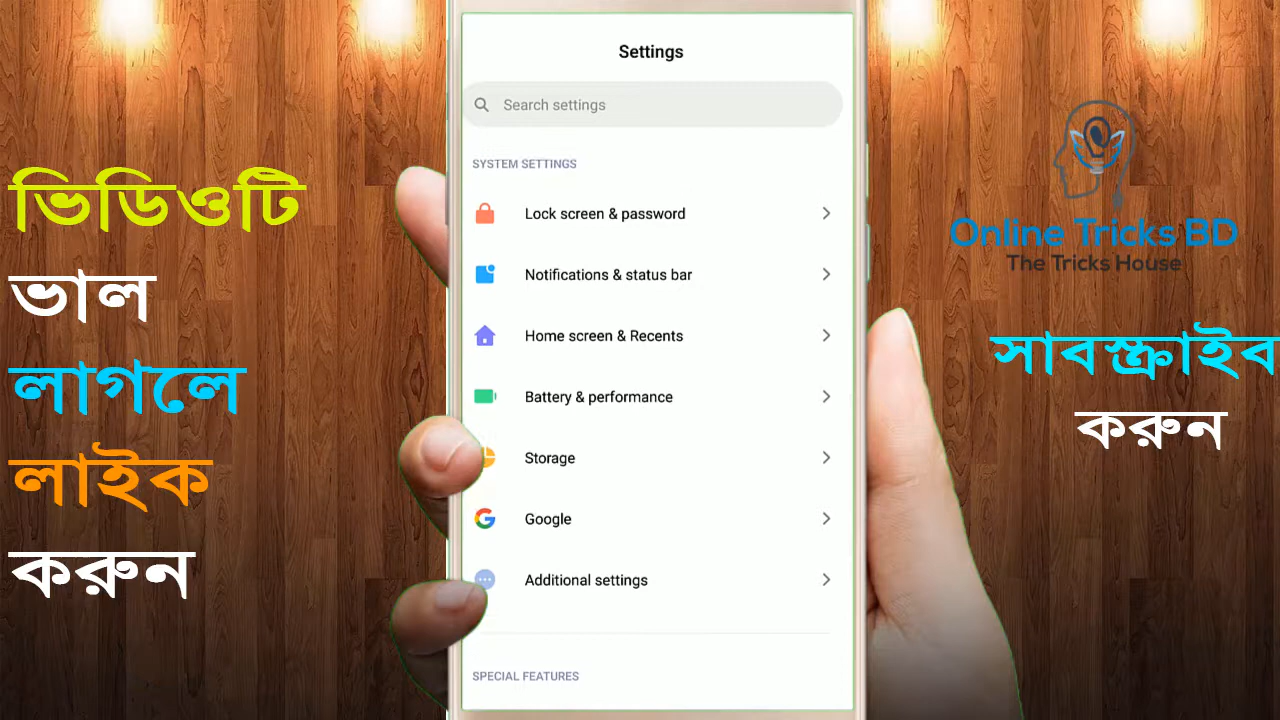 ভিডিওটি
ভাল
লাগলে
লাইক
করুন
Settings
Search settings
SYSTEM SETTINGS
Lock screen & password
Notifications & status bar
Home screen & Recents
Battery & performance
Storage
Google
Additional settings
SPECIAL FEATURES
Online Tricks BD
The Tricks House
সাবস্ক্রাইব
করুন